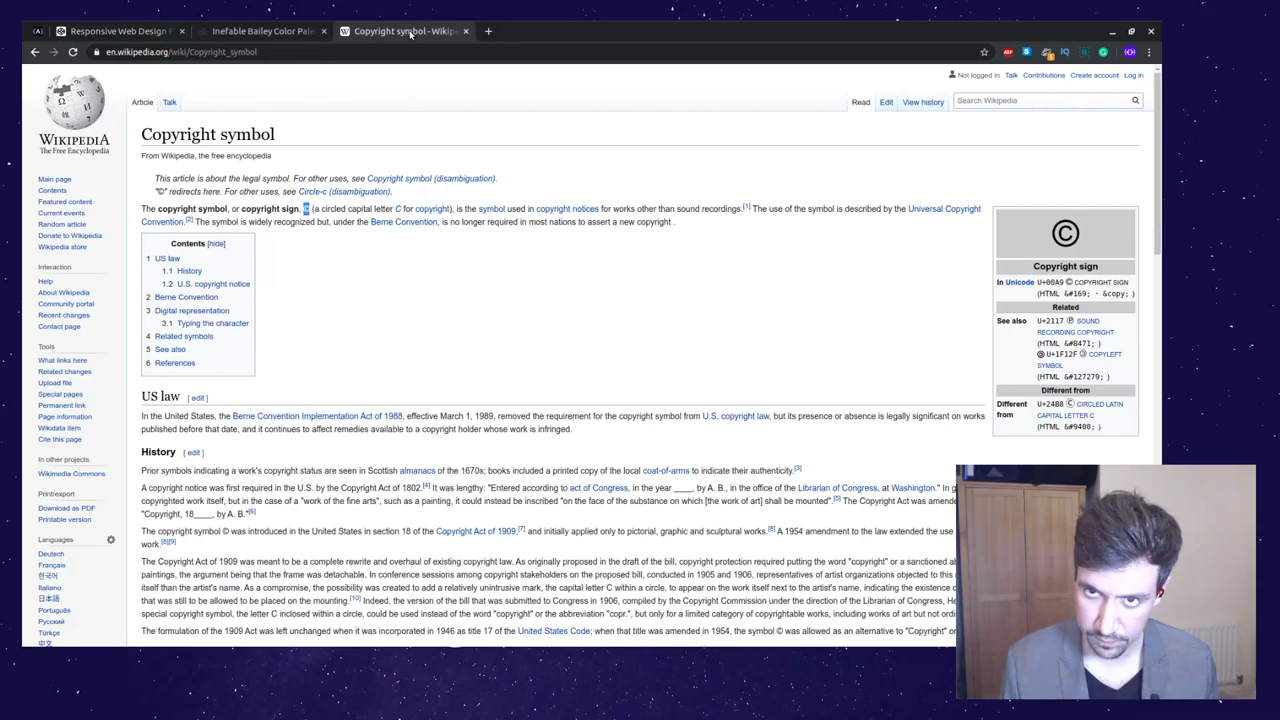 Responsive Web Design F
Inefable Bailey Color Pale
Copyright symbol - Wikipe
en.wikipedia.org/wiki/Copyright_symbol
Not logged in Talk Contributions Create account Log in
Article Talk
Read Edit View history Search Wikipedia
WIKIPEDIA
The Free Encyclopedia
Main page
Contents
Featured content
Current events
Random article
Donate to Wikipedia
Wikipedia store
Interaction
Help
About Wikipedia
Community portal
Recent changes
Contact page
Tools
What links here
Related changes
Upload file
Special pages
Permanent link
Page information
Wikidata item
Cite this page
In other projects
Wikimedia Commons
Print/export
Download as PDF
Printable version
Languages
Deutsch
Français
한국어
Italiano
日本語
Português
Русский
Türkçe
中文
Copyright symbol
From Wikipedia, the free encyclopedia
This article is about the legal symbol. For other uses, see Copyright symbol (disambiguation).
"©" redirects here. For other uses, see Circle-c (disambiguation).
The copyright symbol, or copyright sign, © (a circled capital letter C for copyright), is the symbol used in copyright notices for works other than sound recordings.[1] The use of the symbol is described by the Universal Copyright
Convention.[2] The symbol is widely recognized but, under the Berne Convention, is no longer required in most nations to assert a new copyright .
Contents [hide]
1 US law
1.1 History
1.2 U.S. copyright notice
2 Berne Convention
3 Digital representation
3.1 Typing the character
4 Related symbols
5 See also
6 References
©
Copyright sign
In Unicode U+00A9 © COPYRIGHT SIGN
(HTML &#169; · &copy; )
Related
See also U+2117 ℗ SOUND
RECORDING COPYRIGHT
(HTML &#8471; )
🄯 U+1F12F 🄯 COPYLEFT
SYMBOL
(HTML &#127279; )
Different from
Different from U+24B8 Ⓒ CIRCLED LATIN
CAPITAL LETTER C
(HTML &#9400; )
US law [ edit ]
In the United States, the Berne Convention Implementation Act of 1988, effective March 1, 1989, removed the requirement for the copyright symbol from U.S. copyright law, but its presence or absence is legally significant on works
published before that date, and it continues to affect remedies available to a copyright holder whose work is infringed.
History [ edit ]
Prior symbols indicating a work's copyright status are seen in Scottish almanacs of the 1670s; books included a printed copy of the local coat-of-arms to indicate their authenticity.[3]
A copyright notice was first required in the U.S. by the Copyright Act of 1802.[4] It was lengthy: "Entered according to act of Congress, in the year ____, by A. B., in the office of the Librarian of Congress, at Washington." In g
copyrighted work itself, but in the case of a "work of the fine arts", such as a painting, it could instead be inscribed "on the face of the substance on which [the work of art] shall be mounted".[5] The Copyright Act was amende
"Copyright, 18____, by A. B."[6]
The copyright symbol © was introduced in the United States in section 18 of the Copyright Act of 1909,[7] and initially applied only to pictorial, graphic and sculptural works.[8] A 1954 amendment to the law extended the use
work.[8][9]
The Copyright Act of 1909 was meant to be a complete rewrite and overhaul of existing copyright law. As originally proposed in the draft of the bill, copyright protection required putting the word "copyright" or a sanctioned a
paintings, the argument being that the frame was detachable. In conference sessions among copyright stakeholders on the proposed bill, conducted in 1905 and 1906, representatives of artist organizations objected to this
itself than the artist's name. As a compromise, the possibility was created to add a relatively unintrusive mark, the capital letter C within a circle, to appear on the work itself next to the artist's name, indicating the existence
that was still to be allowed to be placed on the mounting.[10] Indeed, the version of the bill that was submitted to Congress in 1906, compiled by the Copyright Commission under the direction of the Librarian of Congress, He
special copyright symbol, the letter C inclosed within a circle, could be used instead of the word "copyright" or the abbreviation "copr.", but only for a limited category of copyrightable works, including works of art but not ord
The formulation of the 1909 Act was left unchanged when it was incorporated in 1946 as title 17 of the United States Code; when that title was amended in 1954, the symbol © was allowed as an alternative to "Copyright" or